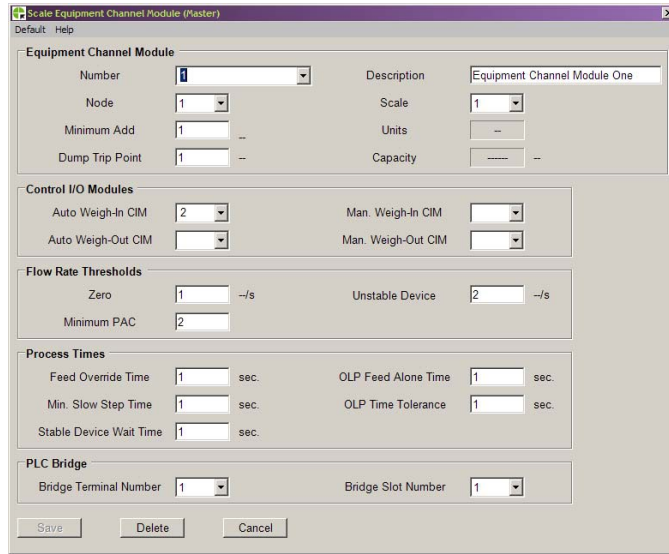 Scale Equipment Channel Module (Master)
Default Help
Equipment Channel Module
Number 1 Description Equipment Channel Module One
Node 1 Scale 1
Minimum Add 1 -- Units --
Dump Trip Point 1 -- Capacity ------ --
Control I/O Modules
Auto Weigh-In CIM 2 Man. Weigh-In CIM
Auto Weigh-Out CIM Man. Weigh-Out CIM
Flow Rate Thresholds
Zero 1 --/s Unstable Device 2 --/s
Minimum PAC 2
Process Times
Feed Override Time 1 sec. OLP Feed Alone Time 1 sec.
Min. Slow Step Time 1 sec. OLP Time Tolerance 1 sec.
Stable Device Wait Time 1 sec.
PLC Bridge
Bridge Terminal Number 1 Bridge Slot Number 1
Save Delete Cancel